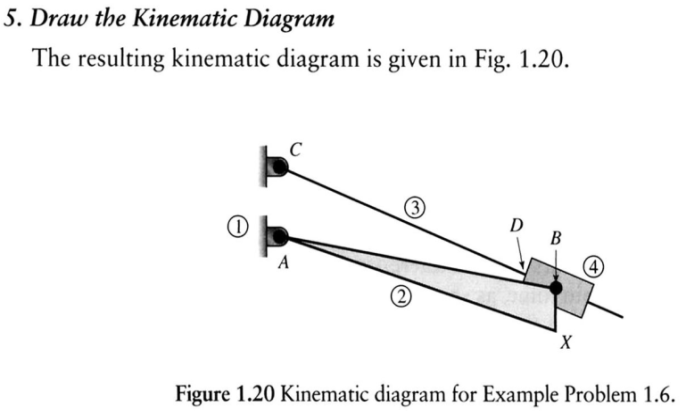 5. Draw the Kinematic Diagram
The resulting kinematic diagram is given in Fig. 1.20.
C
③
①
D
B
④
A
②
X
Figure 1.20 Kinematic diagram for Example Problem 1.6.